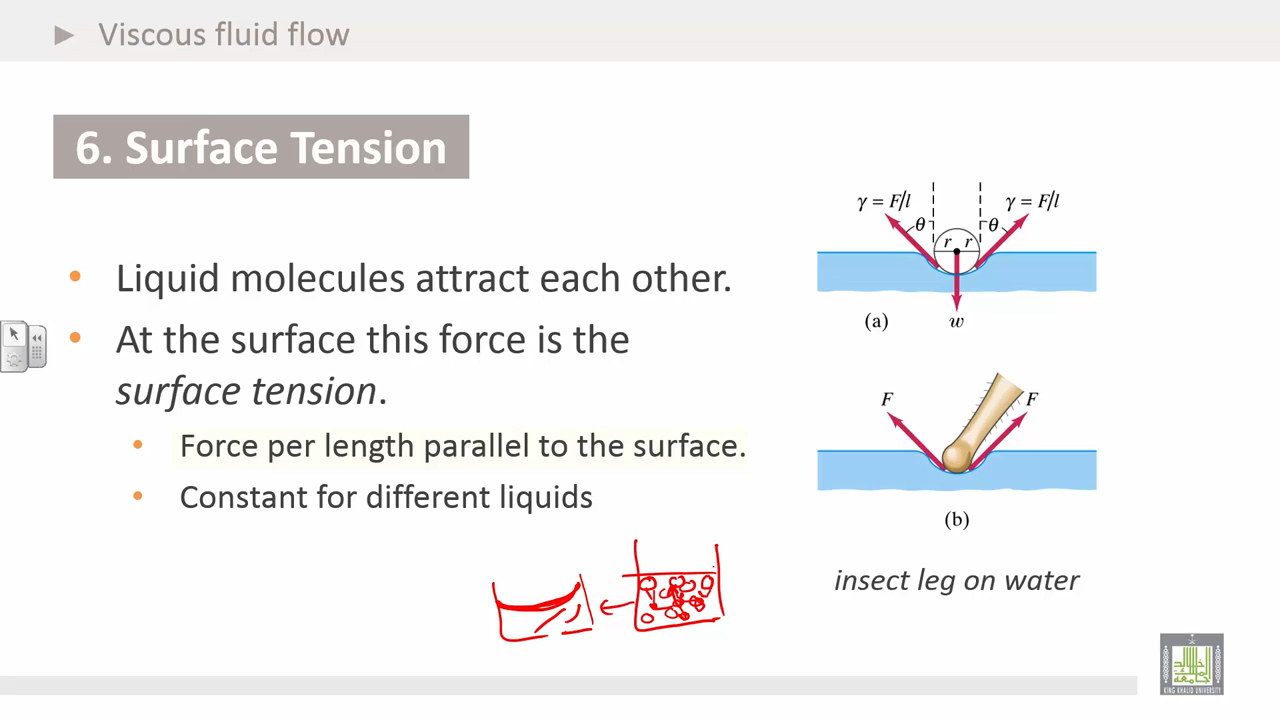 ► Viscous fluid flow
6. Surface Tension
• Liquid molecules attract each other.
• At the surface this force is the
surface tension.
• Force per length parallel to the surface.
• Constant for different liquids
γ = F/l
γ = F/l
θ
θ
r r
(a)
w
F
F
(b)
insect leg on water
KING KHALID UNIVERSITY